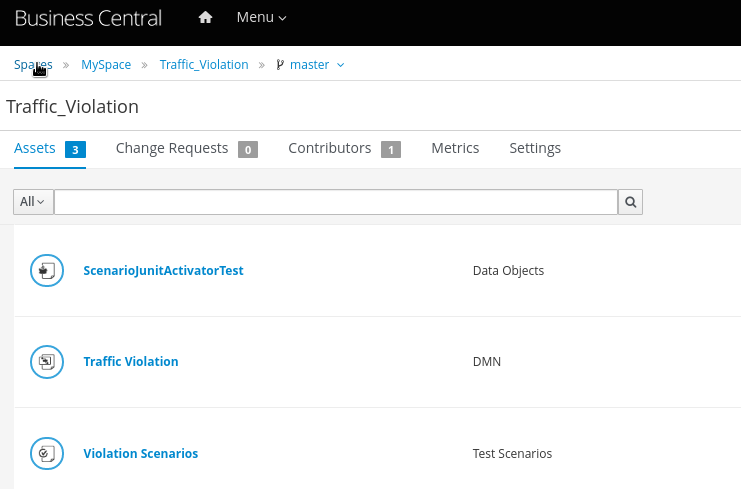 Business Central Menu
Spaces » MySpace » Traffic_Violation » master
Traffic_Violation
Assets 3 Change Requests 0 Contributors 1 Metrics Settings
All
ScenarioJunitActivatorTest Data Objects
Traffic Violation DMN
Violation Scenarios Test Scenarios